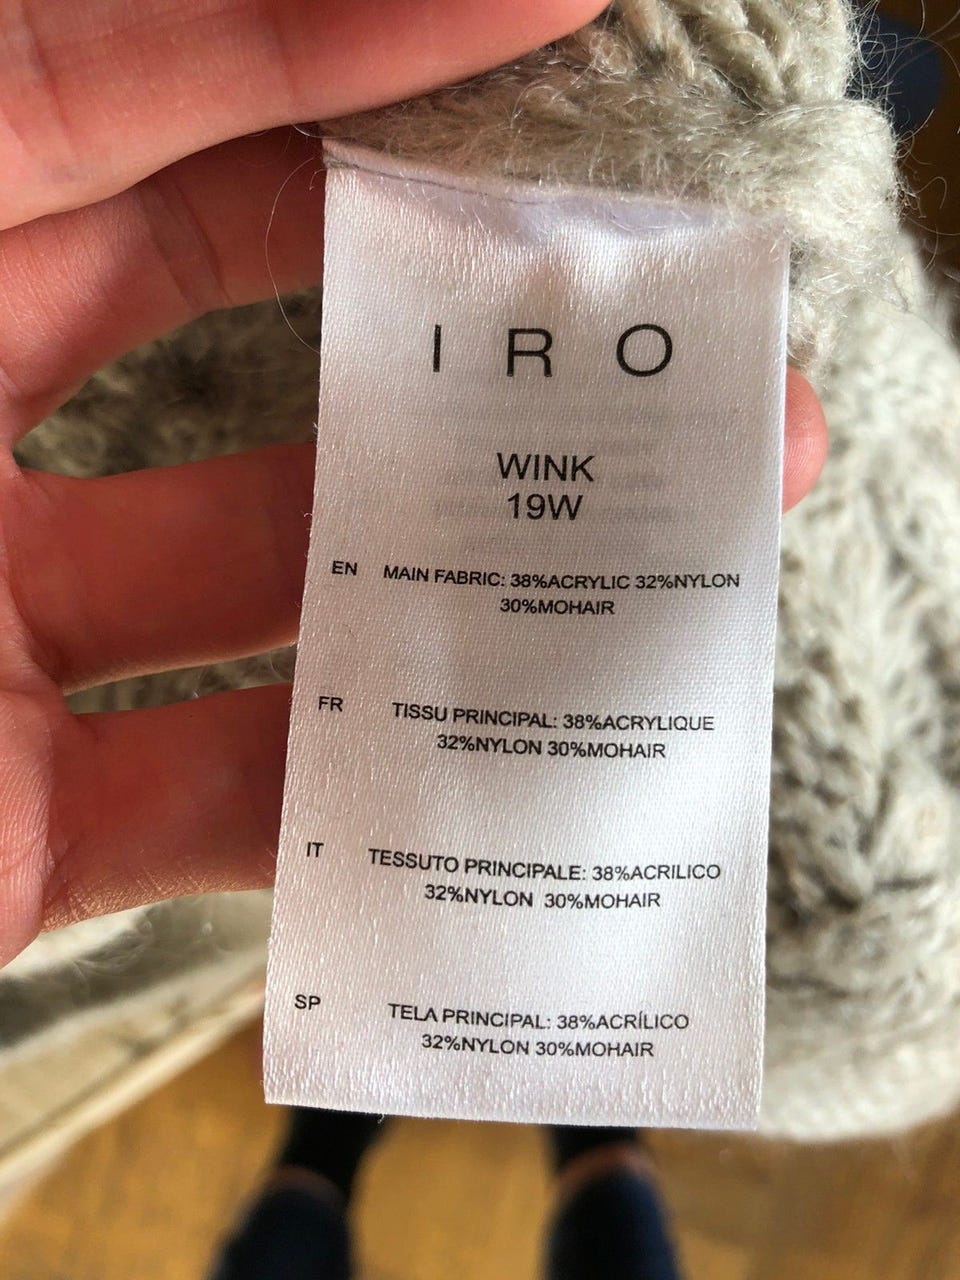 IRO
WINK
19W
EN MAIN FABRIC: 38%ACRYLIC 32%NYLON
30%MOHAIR
FR TISSU PRINCIPAL: 38%ACRYLIQUE
32%NYLON 30%MOHAIR
IT TESSUTO PRINCIPALE: 38%ACRILICO
32%NYLON 30%MOHAIR
SP TELA PRINCIPAL: 38%ACRÍLICO
32%NYLON 30%MOHAIR